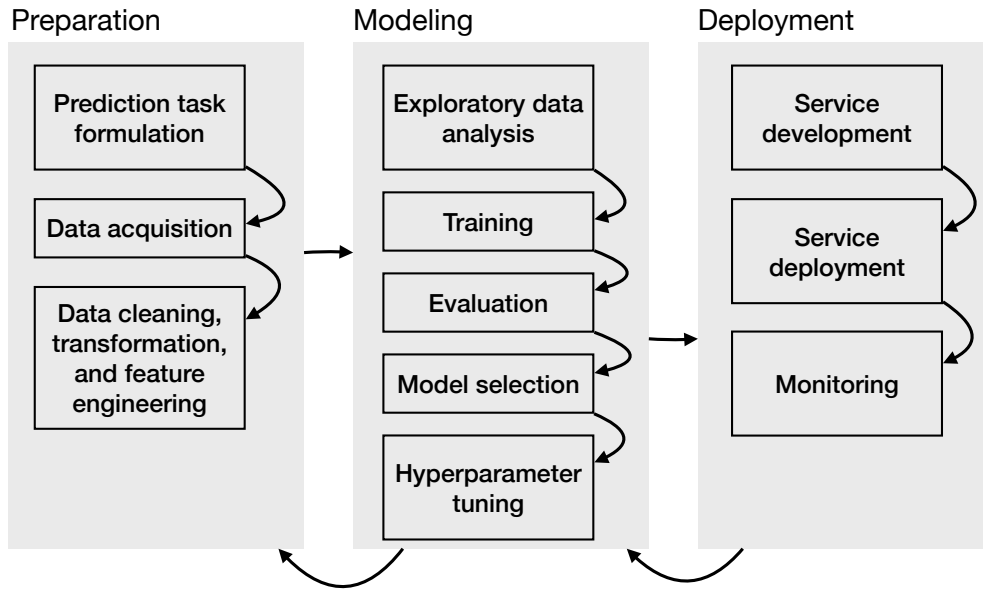 Preparation
Prediction task
formulation
Data acquisition
Data cleaning,
transformation,
and feature
engineering
Modeling
Exploratory data
analysis
Training
Evaluation
Model selection
Hyperparameter
tuning
Deployment
Service
development
Service
deployment
Monitoring